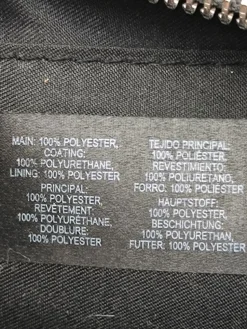 MAIN: 100% POLYESTER,
COATING:
100% POLYURETHANE,
LINING: 100% POLYESTER
PRINCIPAL:
100% POLYESTER,
REVÊTEMENT:
100% POLYURÉTHANE,
DOUBLURE:
100% POLYESTER
TEJIDO PRINCIPAL:
100% POLIÉSTER,
REVESTIMIENTO:
100% POLIURETANO,
FORRO: 100% POLIÉSTER
HAUPTSTOFF:
100% POLYESTER,
BESCHICHTUNG:
100% POLYURETHAN,
FUTTER: 100% POLYESTER